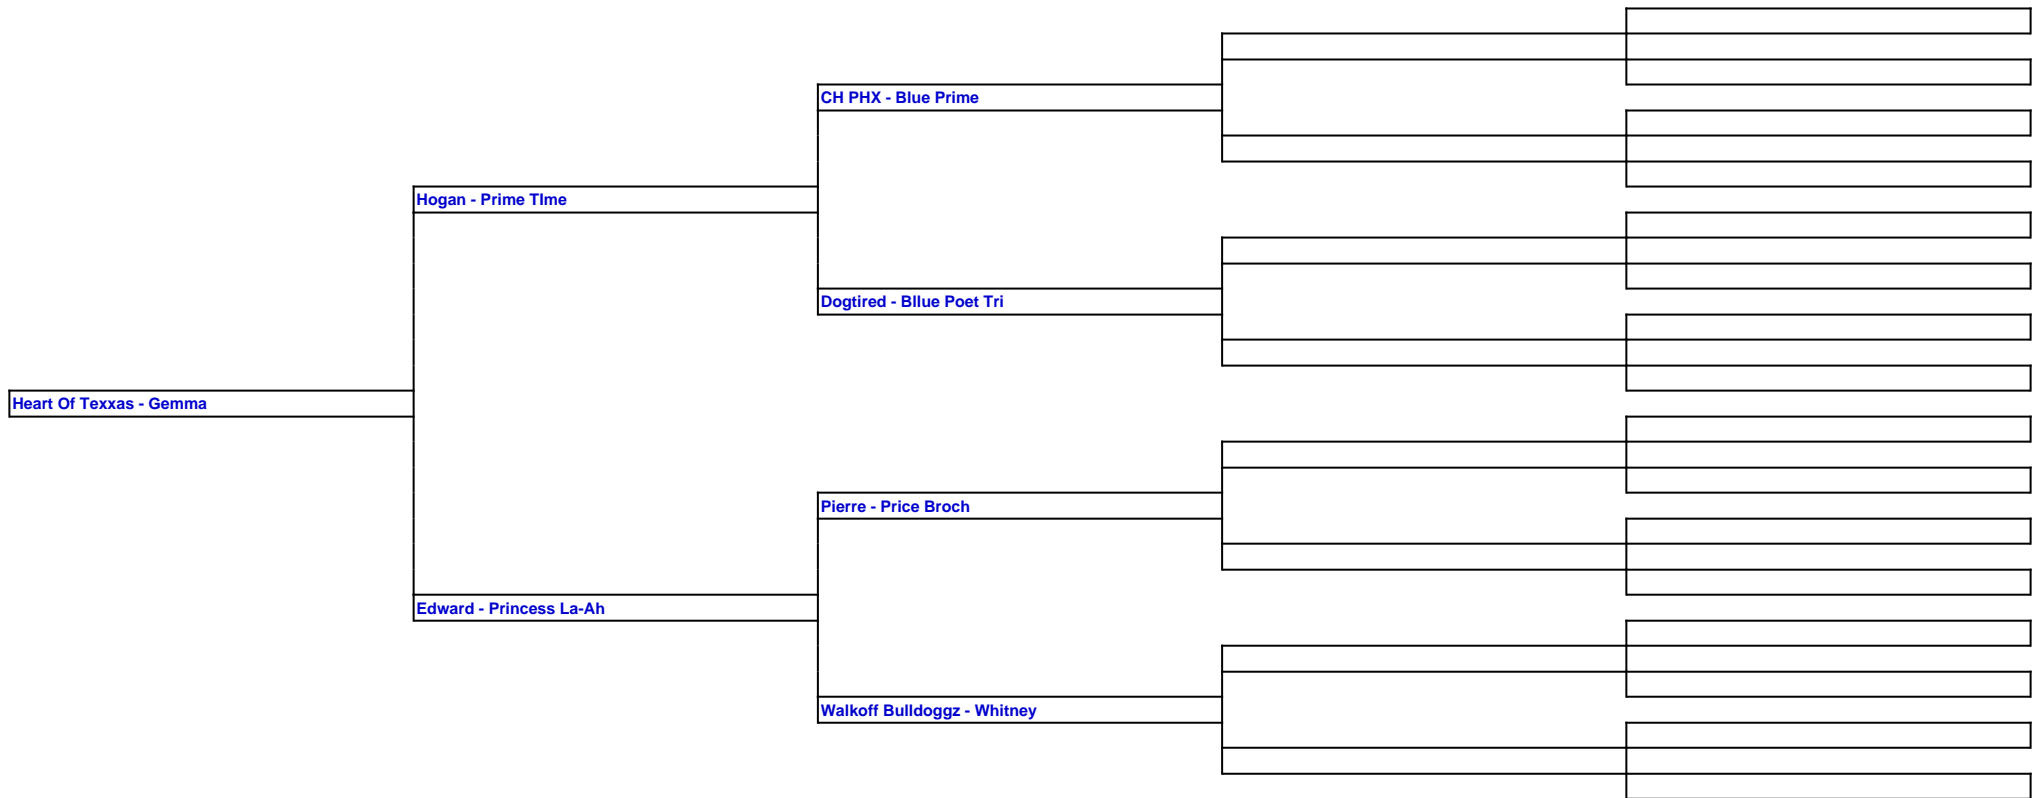 CH PHX - Blue Prime
Hogan - Prime TIme
Dogtired - Bllue Poet Tri
Heart Of Texxas - Gemma
Pierre - Price Broch
Edward - Princess La-Ah
Walkoff Bulldoggz - Whitney